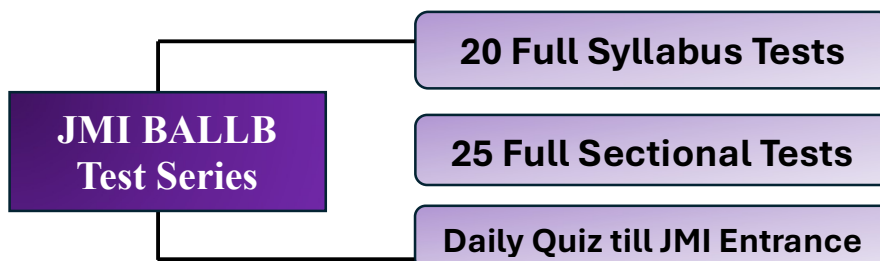 JMI BALLB
Test Series
20 Full Syllabus Tests
25 Full Sectional Tests
Daily Quiz till JMI Entrance